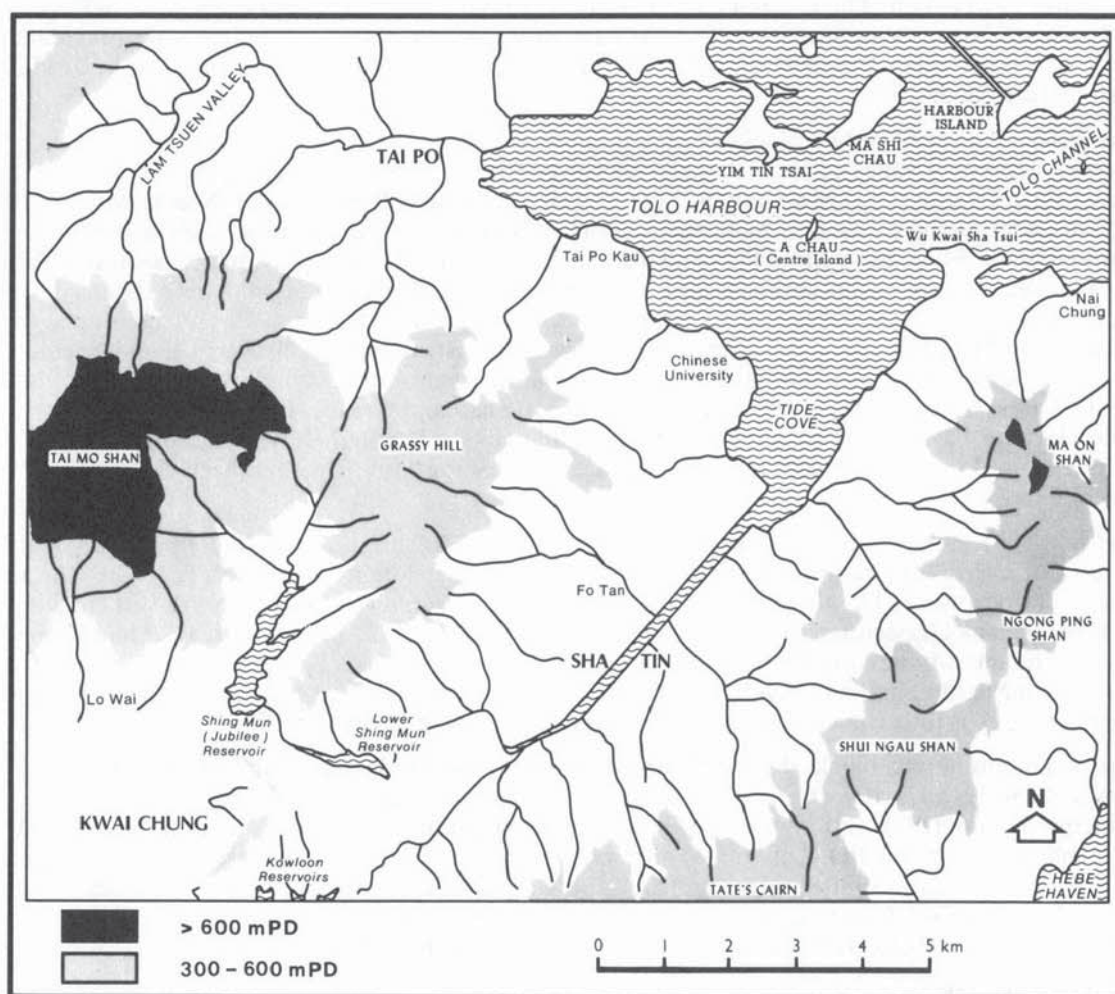 LAM TSUEN VALLEY
TAI PO
HARBOUR
ISLAND
MA SHI
CHAU
YIM TIN TSAI
TOLO CHANNEL
TOLO HARBOUR
Wu Kwai Sha Tsui
A CHAU
( Centre Island )
Tai Po Kau
Nai
Chung
Chinese
University
TIDE
COVE
TAI MO SHAN
GRASSY HILL
MA ON
SHAN
Fo Tan
NGONG PING
SHAN
SHA TIN
Lo Wai
Shing Mun
( Jubilee )
Reservoir
Lower
Shing Mun
Reservoir
SHUI NGAU SHAN
N
KWAI CHUNG
Kowloon
Reservoirs
TATE'S CAIRN
HEBE
HAVEN
> 600 mPD
300 – 600 mPD
0 1 2 3 4 5 km